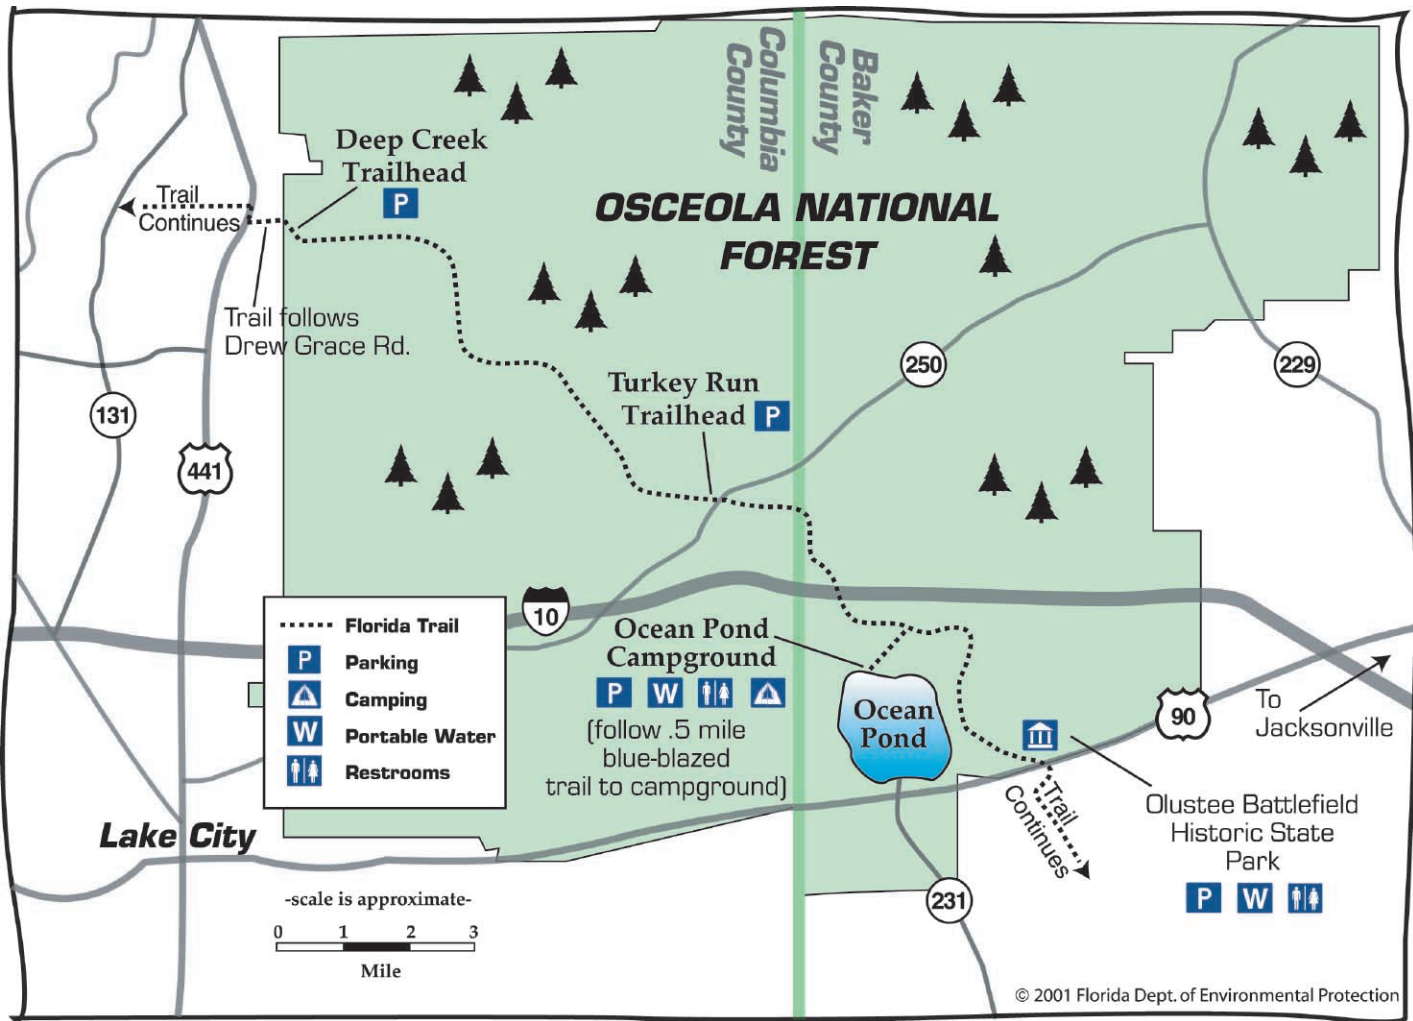 Columbia
County
Baker
County
Deep Creek
Trailhead
P
Trail
Continues
OSCEOLA NATIONAL
FOREST
Trail follows
Drew Grace Rd.
250
229
Turkey Run
Trailhead P
131
441
10
Florida Trail
P Parking
Camping
W Portable Water
Restrooms
Ocean Pond
Campground
P W
(follow .5 mile
blue-blazed
trail to campground)
Ocean
Pond
90
To
Jacksonville
Trail
Continues
Olustee Battlefield
Historic State
Park
P W
Lake City
231
-scale is approximate-
0 1 2 3
Mile
© 2001 Florida Dept. of Environmental Protection